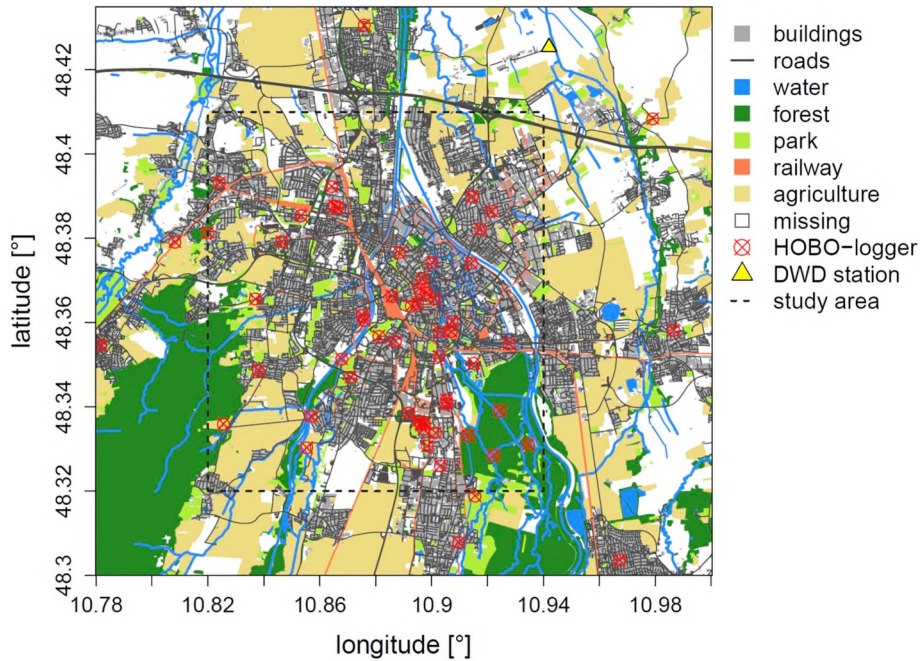 48.42
48.4
48.38
48.36
48.34
48.32
48.3
latitude [°]
10.78 10.82 10.86 10.9 10.94 10.98
longitude [°]
buildings
roads
water
forest
park
railway
agriculture
missing
HOBO−logger
DWD station
study area